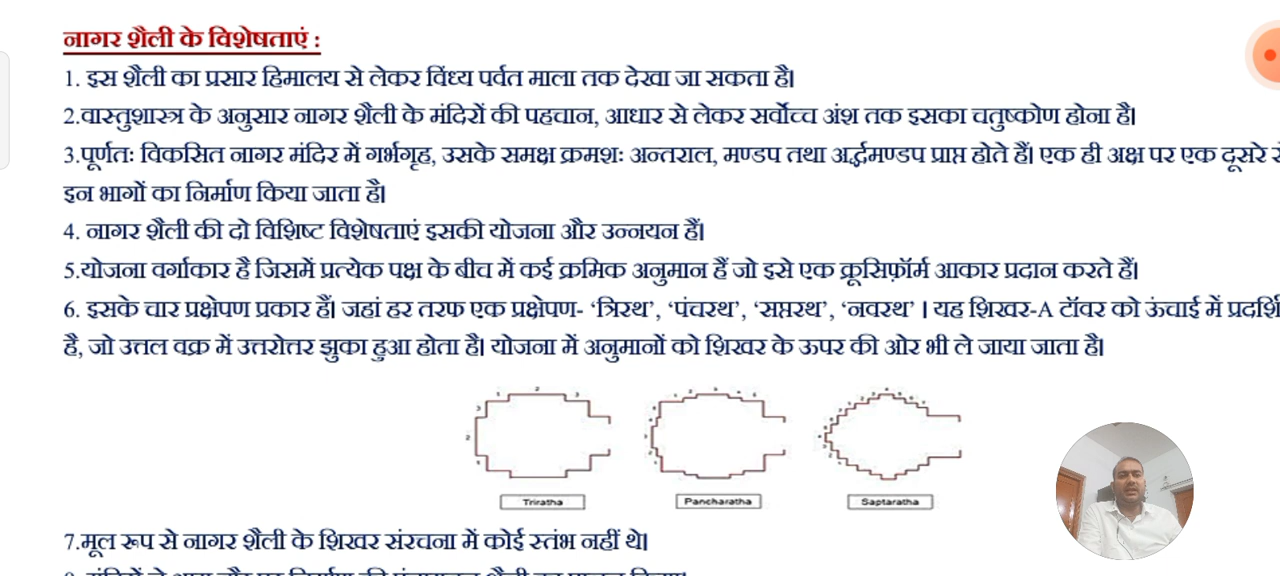 नागर शैली के विशेषताएं :
1. इस शैली का प्रसार हिमालय से लेकर विंध्य पर्वत माला तक देखा जा सकता है।
2.वास्तुशास्त्र के अनुसार नागर शैली के मंदिरों की पहचान, आधार से लेकर सर्वोच्च अंश तक इसका चतुष्कोण होना है।
3.पूर्णतः विकसित नागर मंदिर में गर्भगृह, उसके समक्ष क्रमशः अन्तराल, मण्डप तथा अर्द्धमण्डप प्राप्त होते हैं। एक ही अक्ष पर एक दूसरे
इन भागों का निर्माण किया जाता है।
4. नागर शैली की दो विशिष्ट विशेषताएं इसकी योजना और उन्नयन हैं।
5.योजना वर्गाकार है जिसमें प्रत्येक पक्ष के बीच में कई क्रमिक अनुमान हैं जो इसे एक क्रूसिफ़ॉर्म आकार प्रदान करते हैं।
6. इसके चार प्रक्षेपण प्रकार हैं। जहां हर तरफ एक प्रक्षेपण- ‘त्रिरथ’, ‘पंचरथ’, ‘सप्तरथ’, ‘नवरथ’ । यह शिखर-A टॉवर को ऊंचाई में
है, जो उत्तल वक्र में उत्तरोत्तर झुका हुआ होता है। योजना में अनुमानों को शिखर के ऊपर की ओर भी ले जाया जाता है।
Triratha Pancharatha Saptaratha
7.मूल रूप से नागर शैली के शिखर संरचना में कोई स्तंभ नहीं थे।